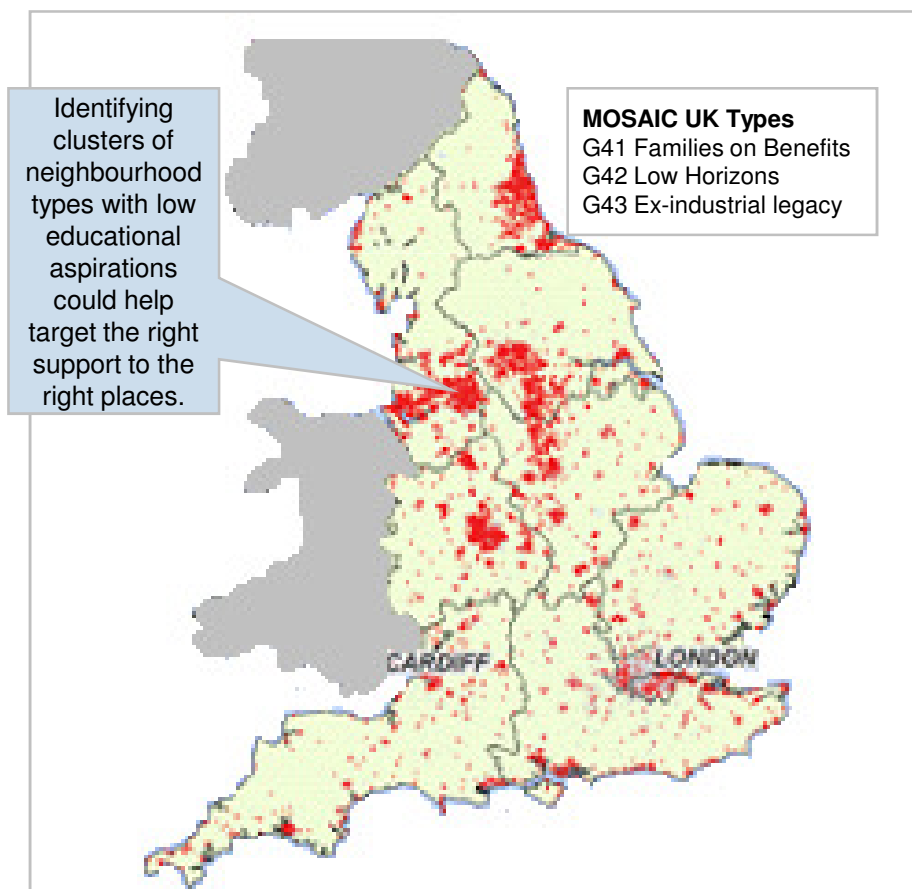 Identifying
clusters of
neighbourhood
types with low
educational
aspirations
could help
target the right
support to the
right places.
MOSAIC UK Types
G41 Families on Benefits
G42 Low Horizons
G43 Ex-industrial legacy
CARDIFF
LONDON